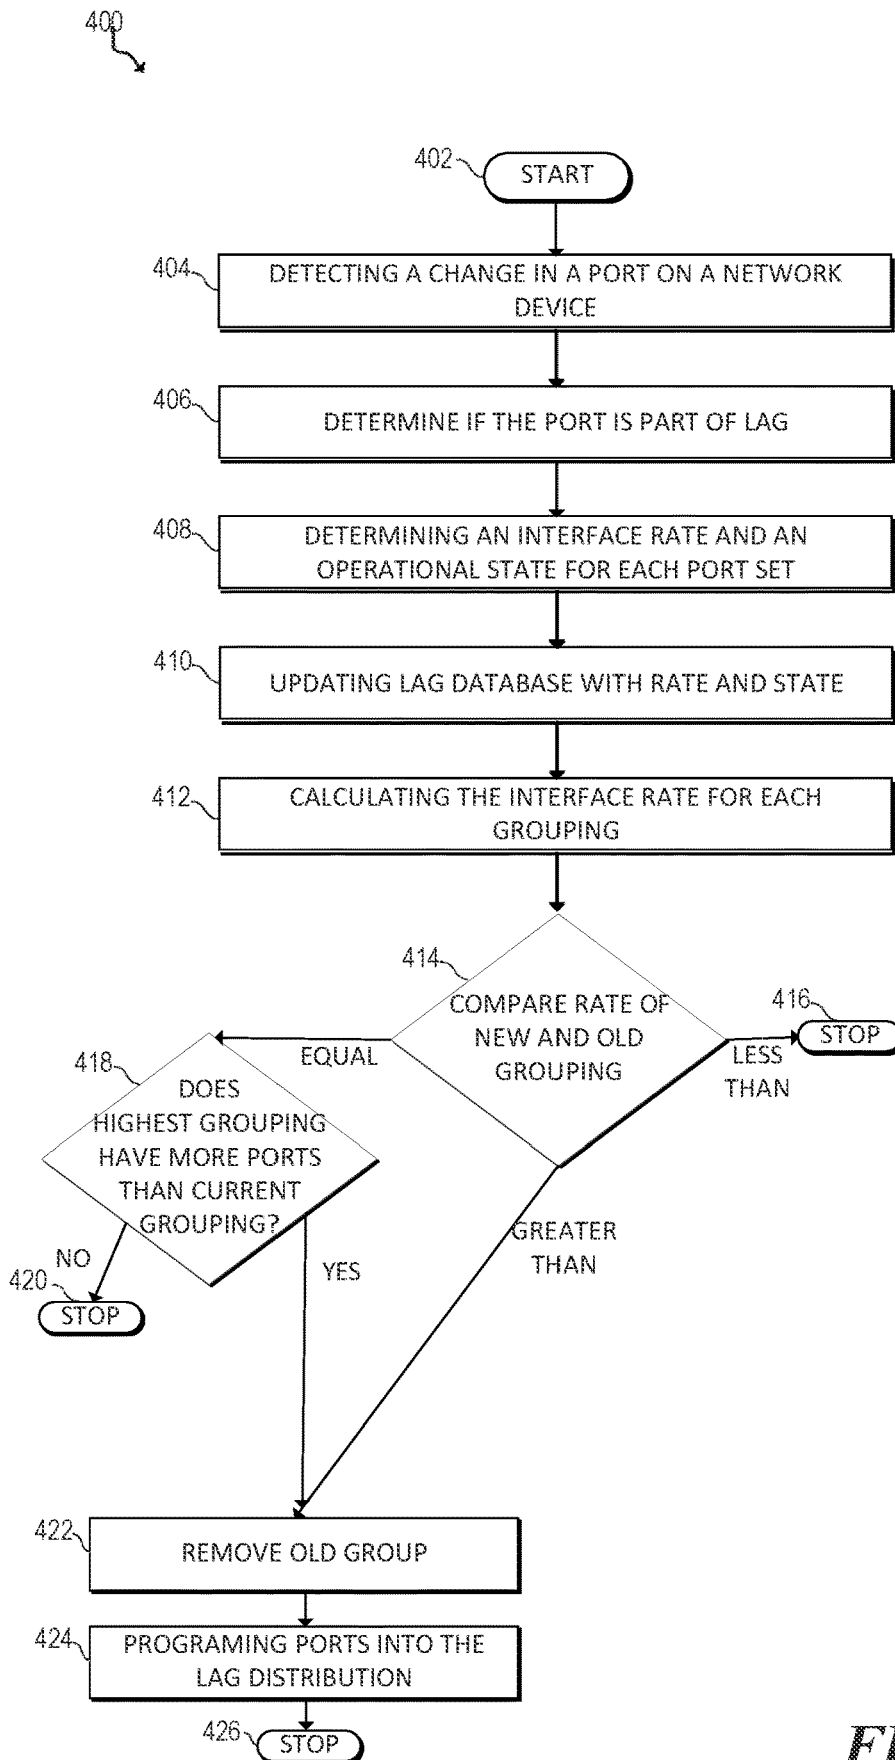 400
402
START
404
DETECTING A CHANGE IN A PORT ON A NETWORK
DEVICE
406
DETERMINE IF THE PORT IS PART OF LAG
408
DETERMINING AN INTERFACE RATE AND AN
OPERATIONAL STATE FOR EACH PORT SET
410
UPDATING LAG DATABASE WITH RATE AND STATE
412
CALCULATING THE INTERFACE RATE FOR EACH
GROUPING
414
COMPARE RATE OF
NEW AND OLD
GROUPING
416
STOP
LESS
THAN
EQUAL
418
DOES
HIGHEST GROUPING
HAVE MORE PORTS
THAN CURRENT
GROUPING?
GREATER
THAN
NO
YES
420
STOP
422
REMOVE OLD GROUP
424
PROGRAMING PORTS INTO THE
LAG DISTRIBUTION
426
STOP